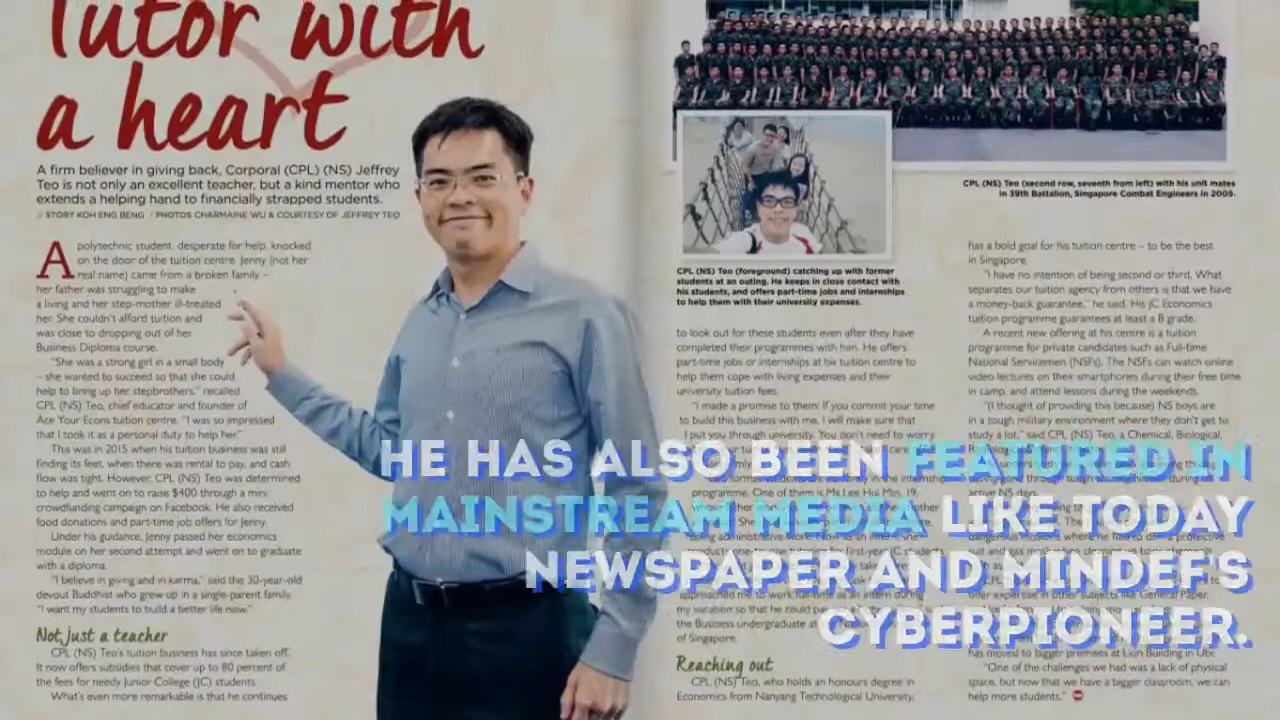 Tutor with
a heart
A firm believer in giving back, Corporal (CPL) (NS) Jeffrey
Teo is not only an excellent teacher, but a kind mentor who
extends a helping hand to financially strapped students.
// STORY KOH ENG BENG / PHOTOS CHARMAINE WU & COURTESY OF JEFFREY TEO
A polytechnic student, desperate for help, knocked
on the door of the tuition centre. Jenny (not her
real name) came from a broken family –
her father was struggling to make
a living and her step-mother ill-treated
her. She couldn't afford tuition and
was close to dropping out of her
Business Diploma course.
"She was a strong girl in a small body
– she wanted to succeed so that she could
help to bring up her stepbrothers," recalled
CPL (NS) Teo, chief educator and founder of
Ace Your Econs tuition centre. "I was so impressed
that I took it as a personal duty to help her."
This was in 2015 when his tuition business was still
finding its feet, when there was rental to pay, and cash
flow was tight. However, CPL (NS) Teo was determined
to help and went on to raise $400 through a mini
crowdfunding campaign on Facebook. He also received
food donations and part-time job offers for Jenny.
Under his guidance, Jenny passed her economics
module on her second attempt and went on to graduate
with a diploma.
"I believe in giving and in karma," said the 30-year-old
devout Buddhist who grew up in a single-parent family.
"I want my students to build a better life now."
Not just a teacher
CPL (NS) Teo's tuition business has since taken off.
It now offers subsidies that cover up to 80 percent of
the fees for needy Junior College (JC) students.
What's even more remarkable is that he continues
CPL (NS) Teo (second row, seventh from left) with his unit mates
in 39th Battalion, Singapore Combat Engineers in 2005.
CPL (NS) Teo (foreground) catching up with former
students at an outing. He keeps in close contact with
his students, and offers part-time jobs and internships
to help them with their university expenses.
to look out for these students even after they have
completed their programmes with him. He offers
part-time jobs or internships at his tuition centre to
help them cope with living expenses and their
university tuition fees.
"I made a promise to them: If you commit your time
to build this business with me, I will make sure that
I put you through university. You don't need to worry
programme. One of them is Ms Lee Hui Min, 19,
approached me to work full-time as an intern during
my vacation so that he could
the Business undergraduate
of Singapore.
Reaching out
CPL (NS) Teo, who holds an honours degree in
Economics from Nanyang Technological University,
has a bold goal for his tuition centre – to be the best
in Singapore.
"I have no intention of being second or third. What
separates our tuition agency from others is that we have
a money-back guarantee," he said. His JC Economics
tuition programme guarantees at least a B grade.
A recent new offering at his centre is a tuition
programme for private candidates such as Full-time
National Servicemen (NSFs). The NSFs can watch online
video lectures on their smartphones during their free time
in camp, and attend lessons during the weekends.
"(I thought of providing this because) NS boys are
in a tough military environment where they don't get to
study a lot," said CPL (NS) Teo, a Chemical, Biological,
active NS days.
offer expertise in other subjects like General Paper.
has moved to bigger premises at Lion Building in Ubi.
"One of the challenges we had was a lack of physical
space, but now that we have a bigger classroom, we can
help more students."
HE HAS ALSO BEEN FEATURED IN
MAINSTREAM MEDIA LIKE TODAY
NEWSPAPER AND MINDEF'S
CYBERPIONEER.